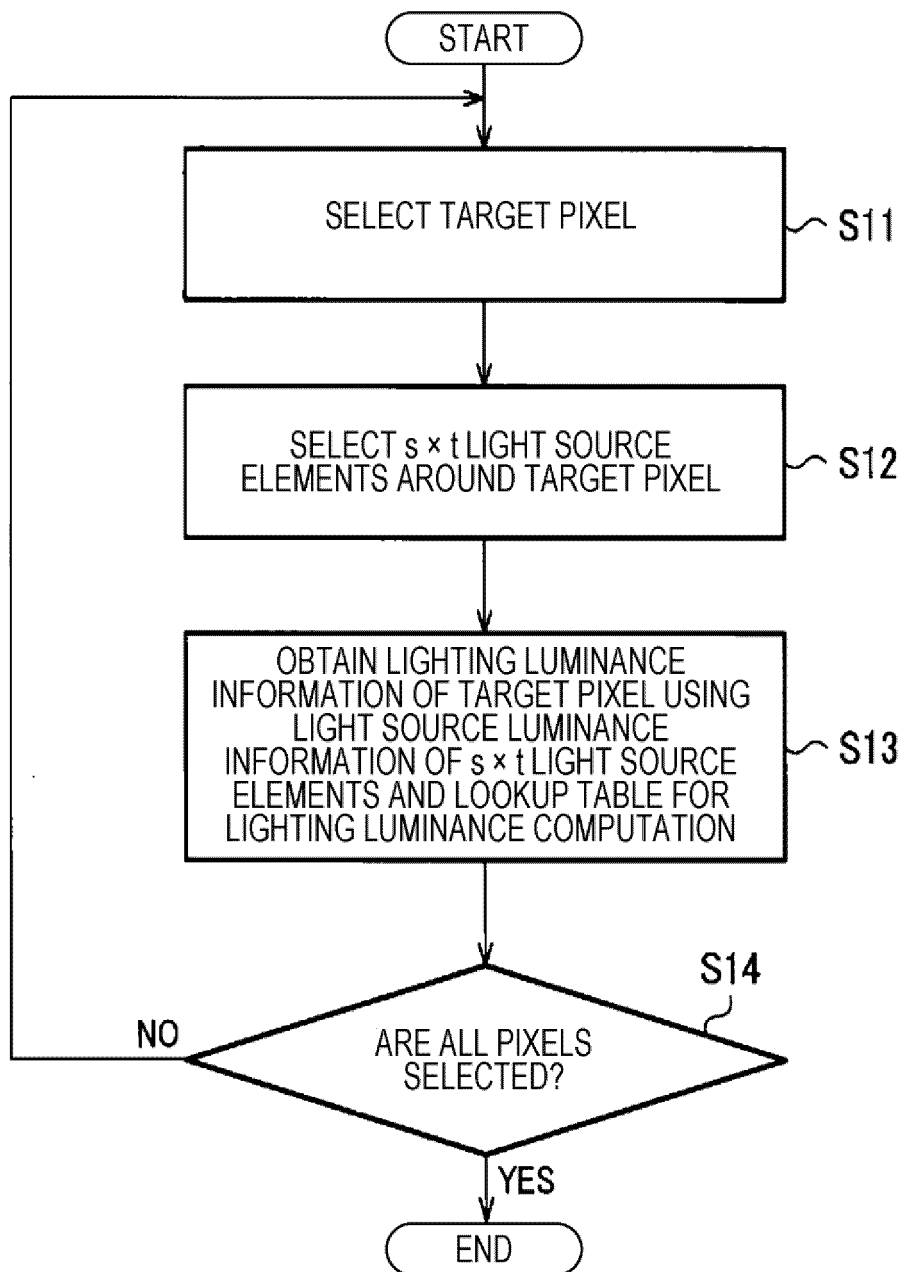 START
SELECT TARGET PIXEL
S11
SELECT s × t LIGHT SOURCE
ELEMENTS AROUND TARGET PIXEL
S12
OBTAIN LIGHTING LUMINANCE
INFORMATION OF TARGET PIXEL USING
LIGHT SOURCE LUMINANCE
INFORMATION OF s × t LIGHT SOURCE
ELEMENTS AND LOOKUP TABLE FOR
LIGHTING LUMINANCE COMPUTATION
S13
S14
ARE ALL PIXELS
SELECTED?
NO
YES
END